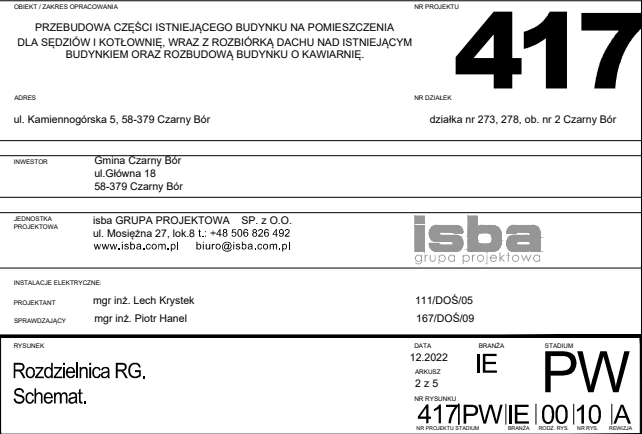 OBIEKT / ZAKRES OPRACOWANIA
NR PROJEKTU
PRZEBUDOWA CZĘŚCI ISTNIEJĄCEGO BUDYNKU NA POMIESZCZENIA
DLA SĘDZIÓW I KOTŁOWNIĘ, WRAZ Z ROZBIÓRKĄ DACHU NAD ISTNIEJĄCYM
BUDYNKIEM ORAZ ROZBUDOWĄ BUDYNKU O KAWIARNIĘ.
417
ADRES
NR DZIAŁEK
ul. Kamiennogórska 5, 58-379 Czarny Bór
działka nr 273, 278, ob. nr 2 Czarny Bór
INWESTOR
Gmina Czarny Bór
ul.Główna 18
58-379 Czarny Bór
JEDNOSTKA
PROJEKTOWA
isba GRUPA PROJEKTOWA SP. z O.O.
ul. Mosiężna 27, lok.8 t.: +48 506 826 492
www.isba.com.pl biuro@isba.com.pl
isba
grupa projektowa
INSTALACJE ELEKTRYCZNE:
PROJEKTANT mgr inż. Lech Krystek 111/DOŚ/05
SPRAWDZAJĄCY mgr inż. Piotr Hanel 167/DOŚ/09
RYSUNEK
Rozdzielnica RG.
Schemat.
DATA
12.2022
BRANŻA
IE
STADIUM
PW
ARKUSZ
2 z 5
NR RYSUNKU
417|PW|IE|00|10|A
NR PROJEKTU STADIUM BRANŻA RODZ. RYS. NR RYS. REWIZJA